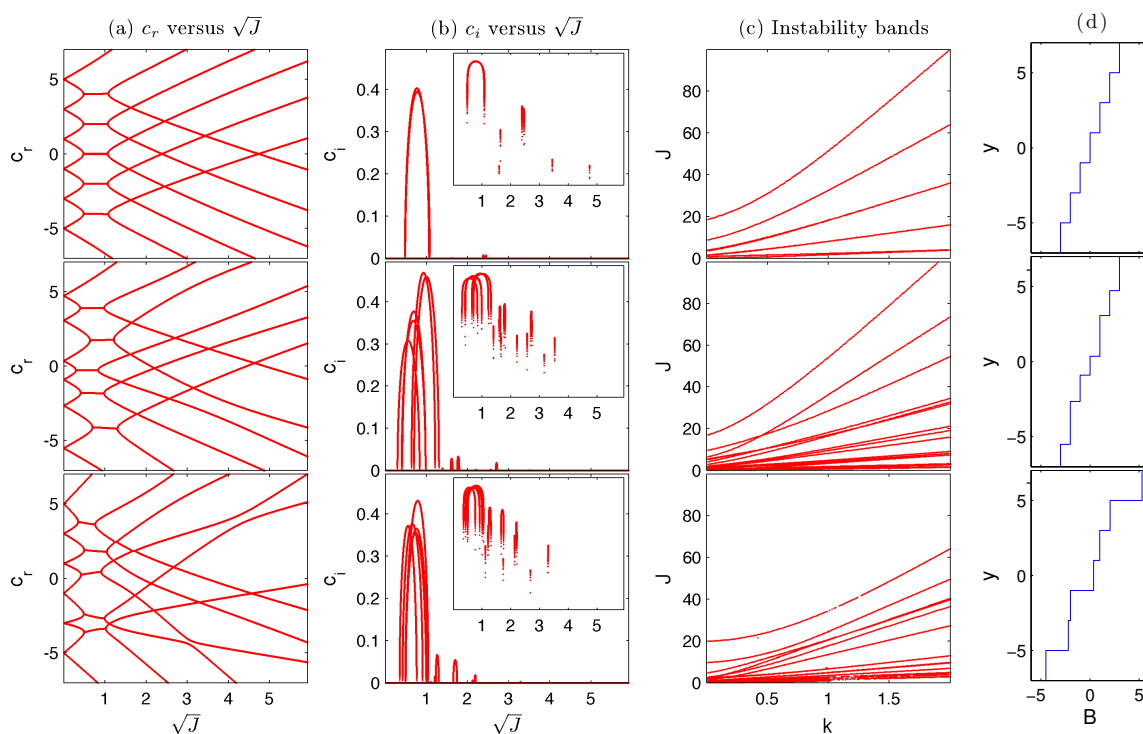 (a) c_r versus √J
(b) c_i versus √J
(c) Instability bands
(d)
5
0
-5
c_r
0.4
0.3
0.2
0.1
0
c_i
1 2 3 4 5
80
60
40
20
0
J
5
0
-5
y
5
0
-5
c_r
0.4
0.3
0.2
0.1
0
c_i
1 2 3 4 5
80
60
40
20
0
J
5
0
-5
y
5
0
-5
c_r
0.4
0.3
0.2
0.1
0
c_i
1 2 3 4 5
80
60
40
20
0
J
5
0
-5
y
1 2 3 4 5
√J
1 2 3 4 5
√J
0.5 1 1.5
k
-5 0 5
B